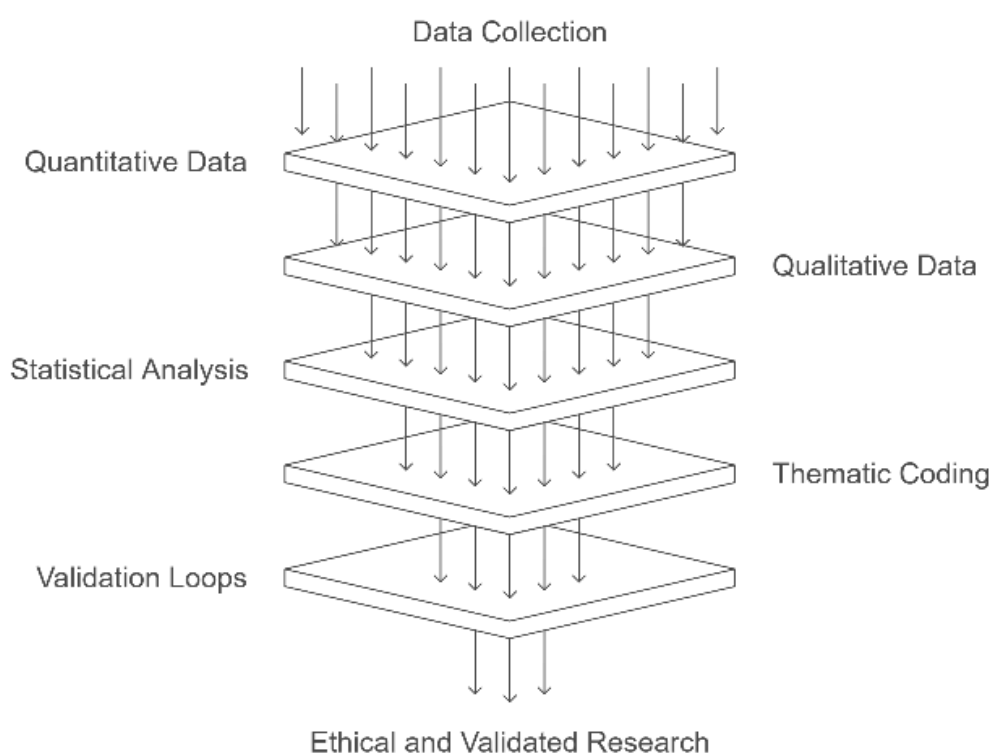 Data Collection
Quantitative Data
Qualitative Data
Statistical Analysis
Thematic Coding
Validation Loops
Ethical and Validated Research